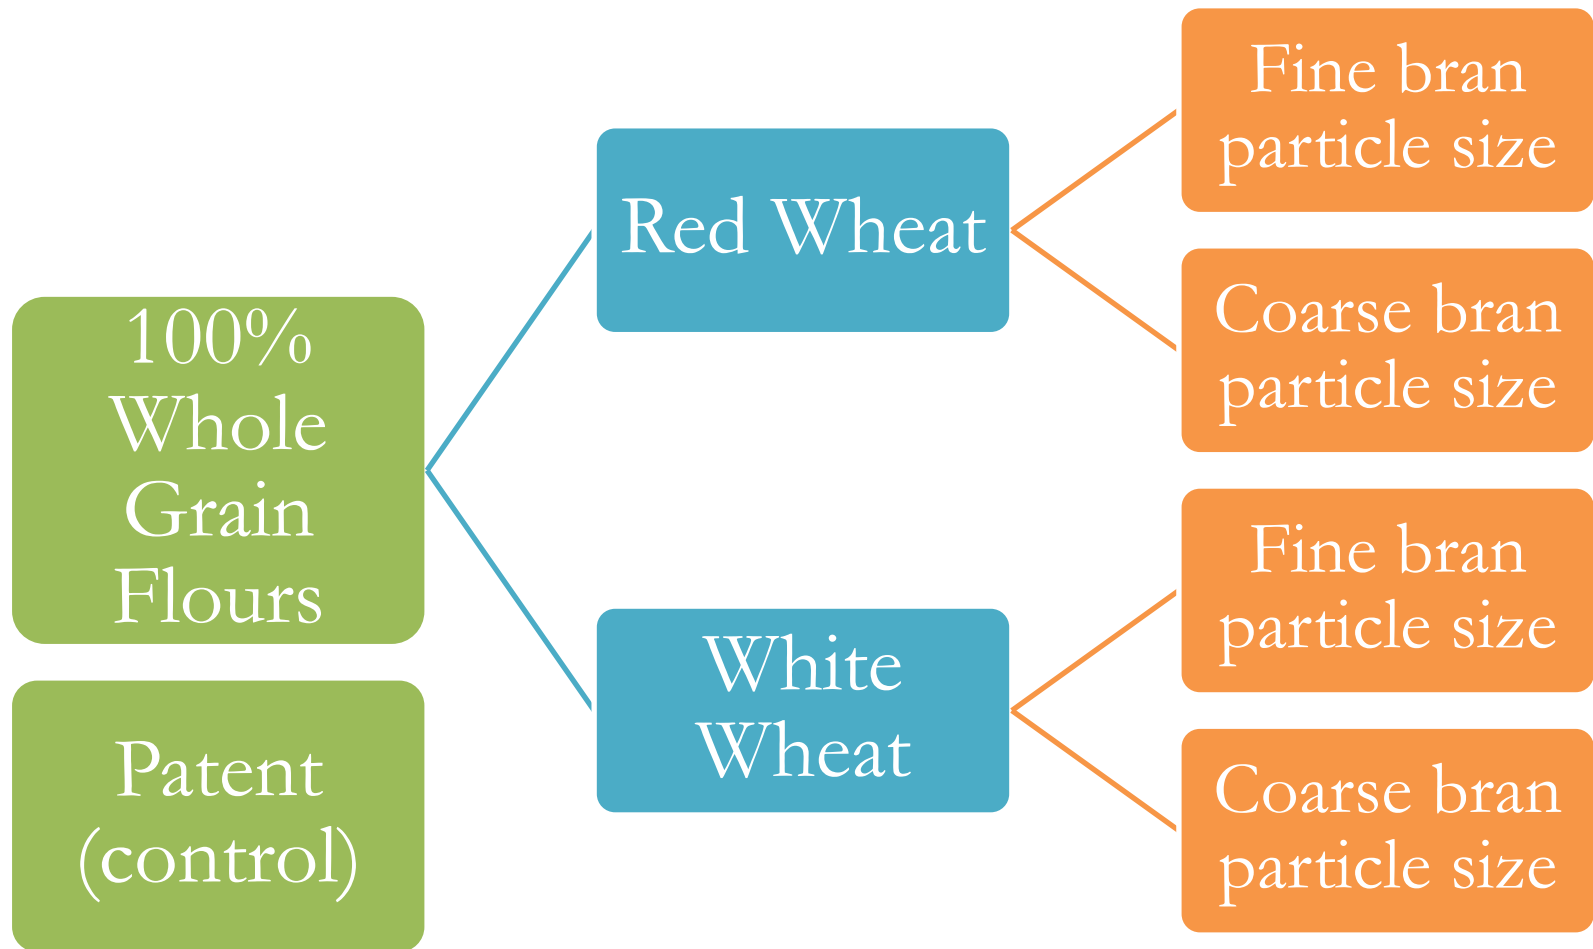 100%
Whole
Grain
Flours
Patent
(control)
Red Wheat
White
Wheat
Fine bran
particle size
Coarse bran
particle size
Fine bran
particle size
Coarse bran
particle size